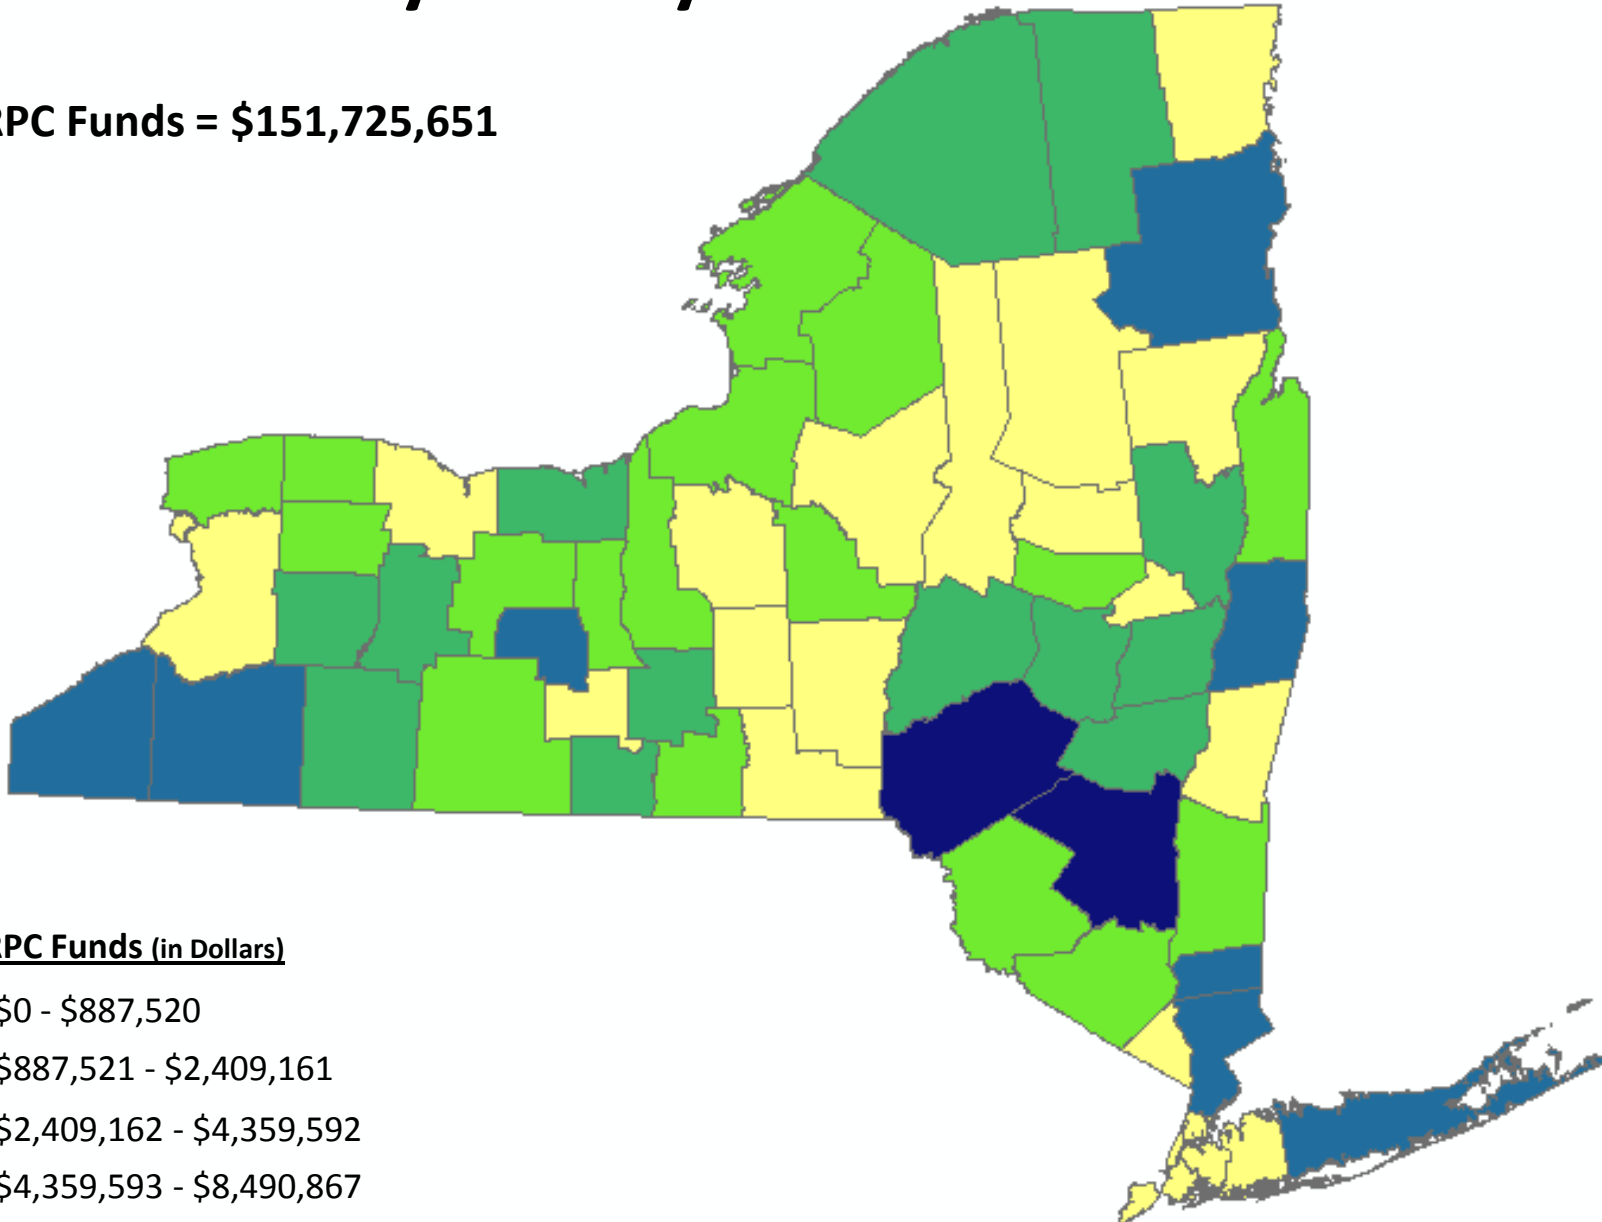 RPC Funds = $151,725,651
RPC Funds (in Dollars)
$0 - $887,520
$887,521 - $2,409,161
$2,409,162 - $4,359,592
$4,359,593 - $8,490,867